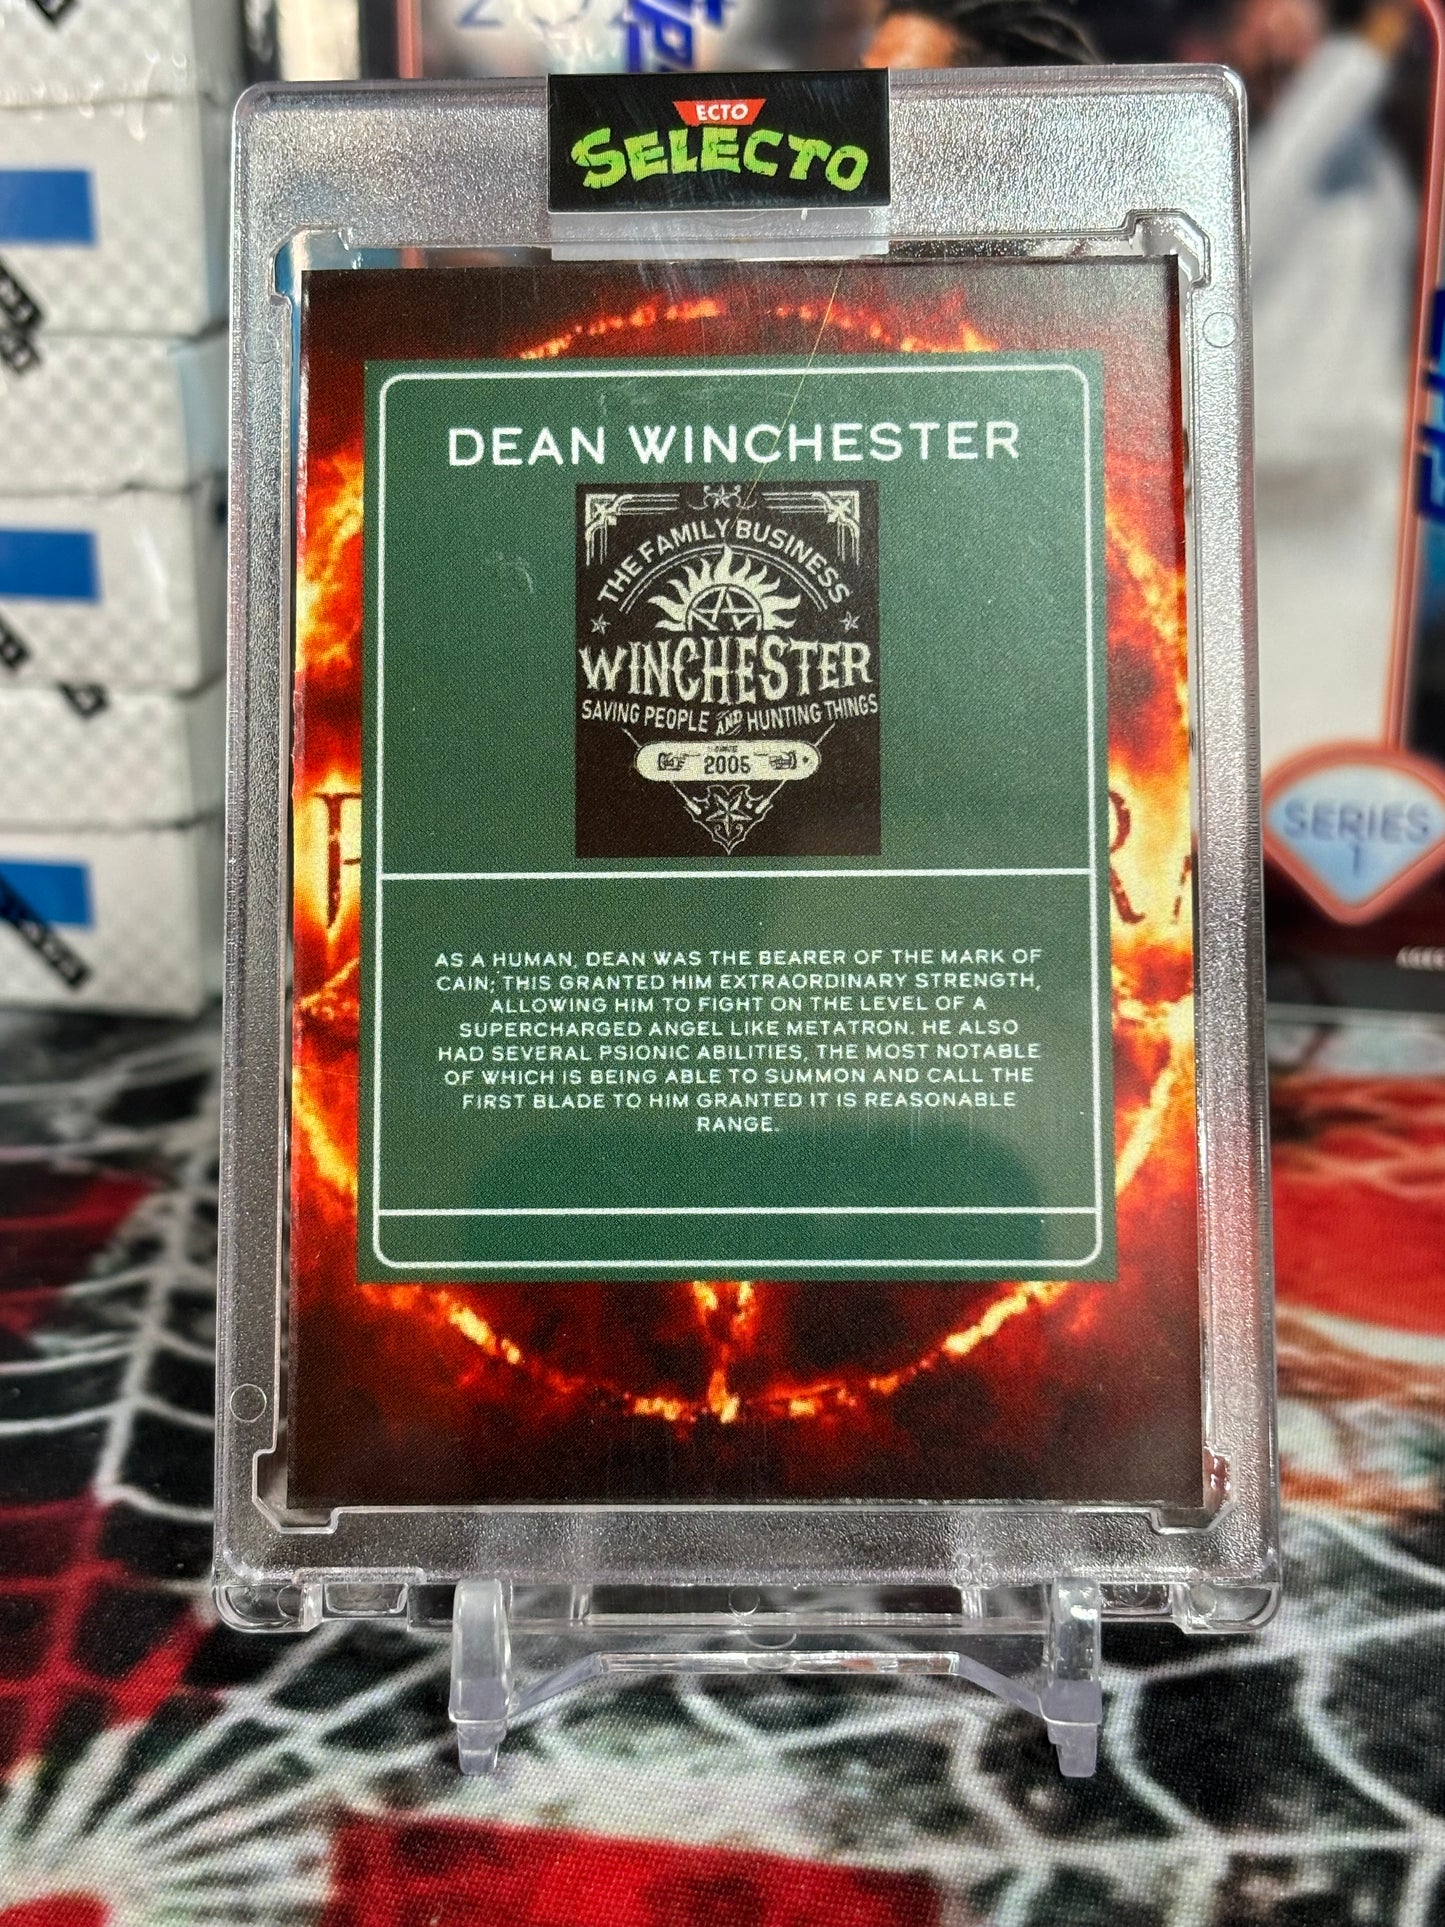 ECTO
SELECTO
DEAN WINCHESTER
THE FAMILY BUSINESS
WINCHESTER
SAVING PEOPLE AND HUNTING THINGS
SINCE
2005
AS A HUMAN, DEAN WAS THE BEARER OF THE MARK OF
CAIN; THIS GRANTED HIM EXTRAORDINARY STRENGTH,
ALLOWING HIM TO FIGHT ON THE LEVEL OF A
SUPERCHARGED ANGEL LIKE METATRON. HE ALSO
HAD SEVERAL PSIONIC ABILITIES, THE MOST NOTABLE
OF WHICH IS BEING ABLE TO SUMMON AND CALL THE
FIRST BLADE TO HIM GRANTED IT IS REASONABLE
RANGE.
SERIES
1